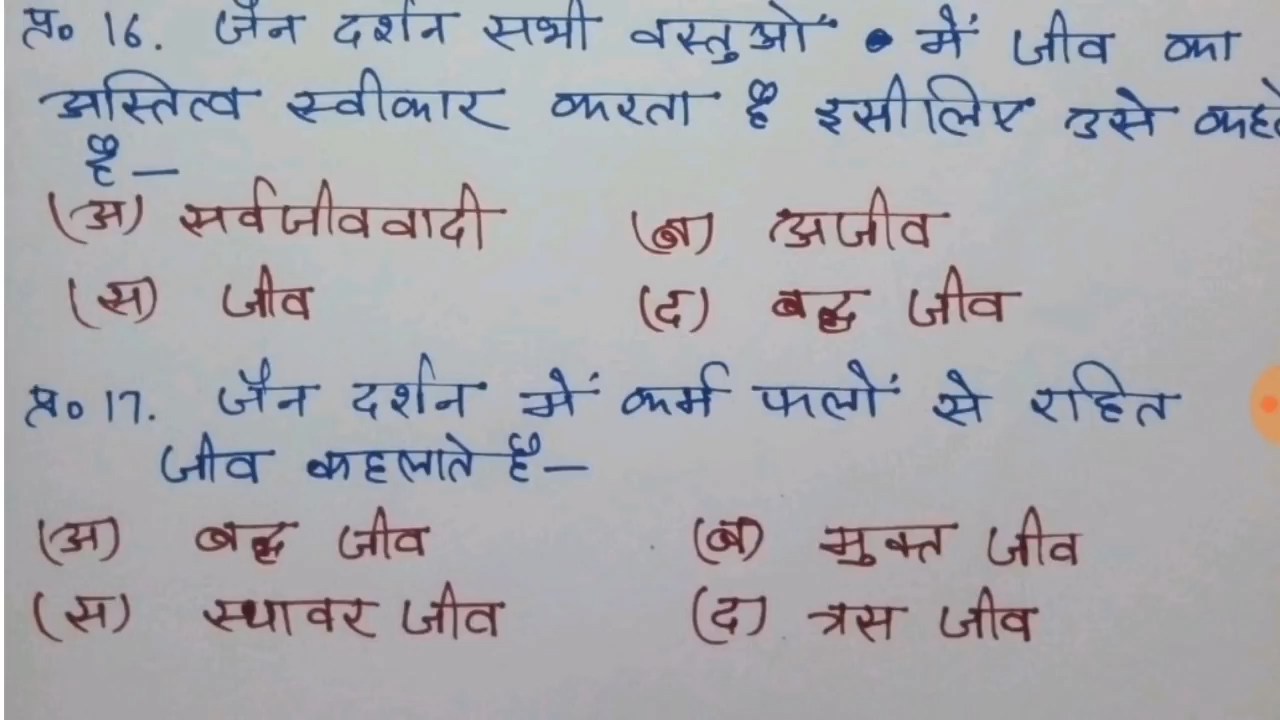 प्र० 16. जैन दर्शन सभी वस्तुओं में जीव का
अस्तित्व स्वीकार करता है इसीलिए उसे कहते
है –
(अ) सर्वजीववादी (ब) अजीव
(स) जीव (द) बद्ध जीव
प्र० 17. जैन दर्शन में कर्म फलों से रहित
जीव कहलाते है –
(अ) बद्ध जीव (ब) मुक्त जीव
(स) स्थावर जीव (द) त्रस जीव